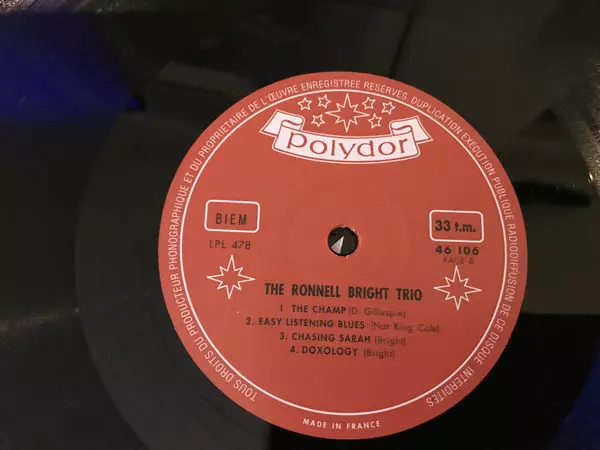 TOUS DROITS DU PRODUCTEUR PHONOGRAPHIQUE ET DU PROPRIETAIRE DE L'ŒUVRE ENREGISTREE RESERVES, DUPLICATION EXECUTION PUBLIQUE RADIODIFFUSION DE CE DISQUE INTERDITES
polydor
BIEM
33 t.m.
LPL 478
46 106
FACE B
THE RONNELL BRIGHT TRIO
1 THE CHAMP (D. Gillespie)
2. EASY LISTENING BLUES (Nat King Cole)
3. CHASING SARAH (Bright)
4. DOXOLOGY (Bright)
MADE IN FRANCE